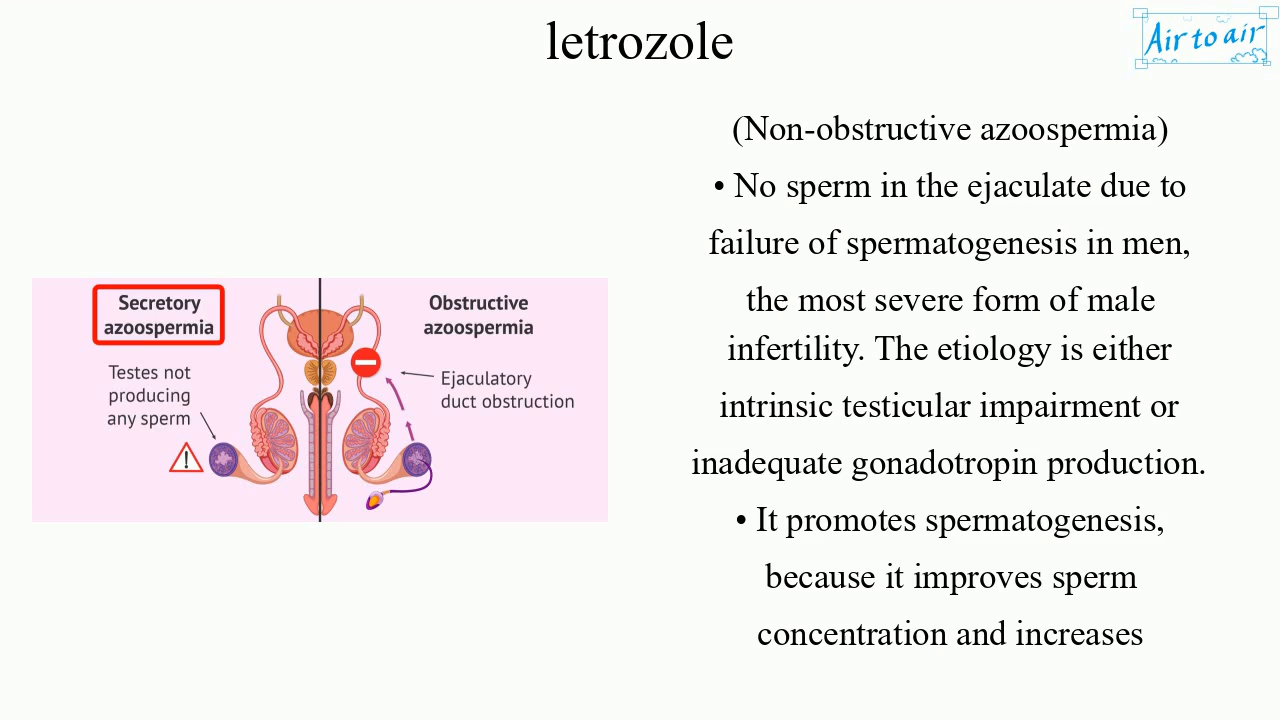 letrozole
Air to air
(Non-obstructive azoospermia)
• No sperm in the ejaculate due to
failure of spermatogenesis in men,
the most severe form of male
infertility. The etiology is either
intrinsic testicular impairment or
inadequate gonadotropin production.
• It promotes spermatogenesis,
because it improves sperm
concentration and increases
Secretory
azoospermia
Testes not
producing
any sperm
!
Obstructive
azoospermia
Ejaculatory
duct obstruction